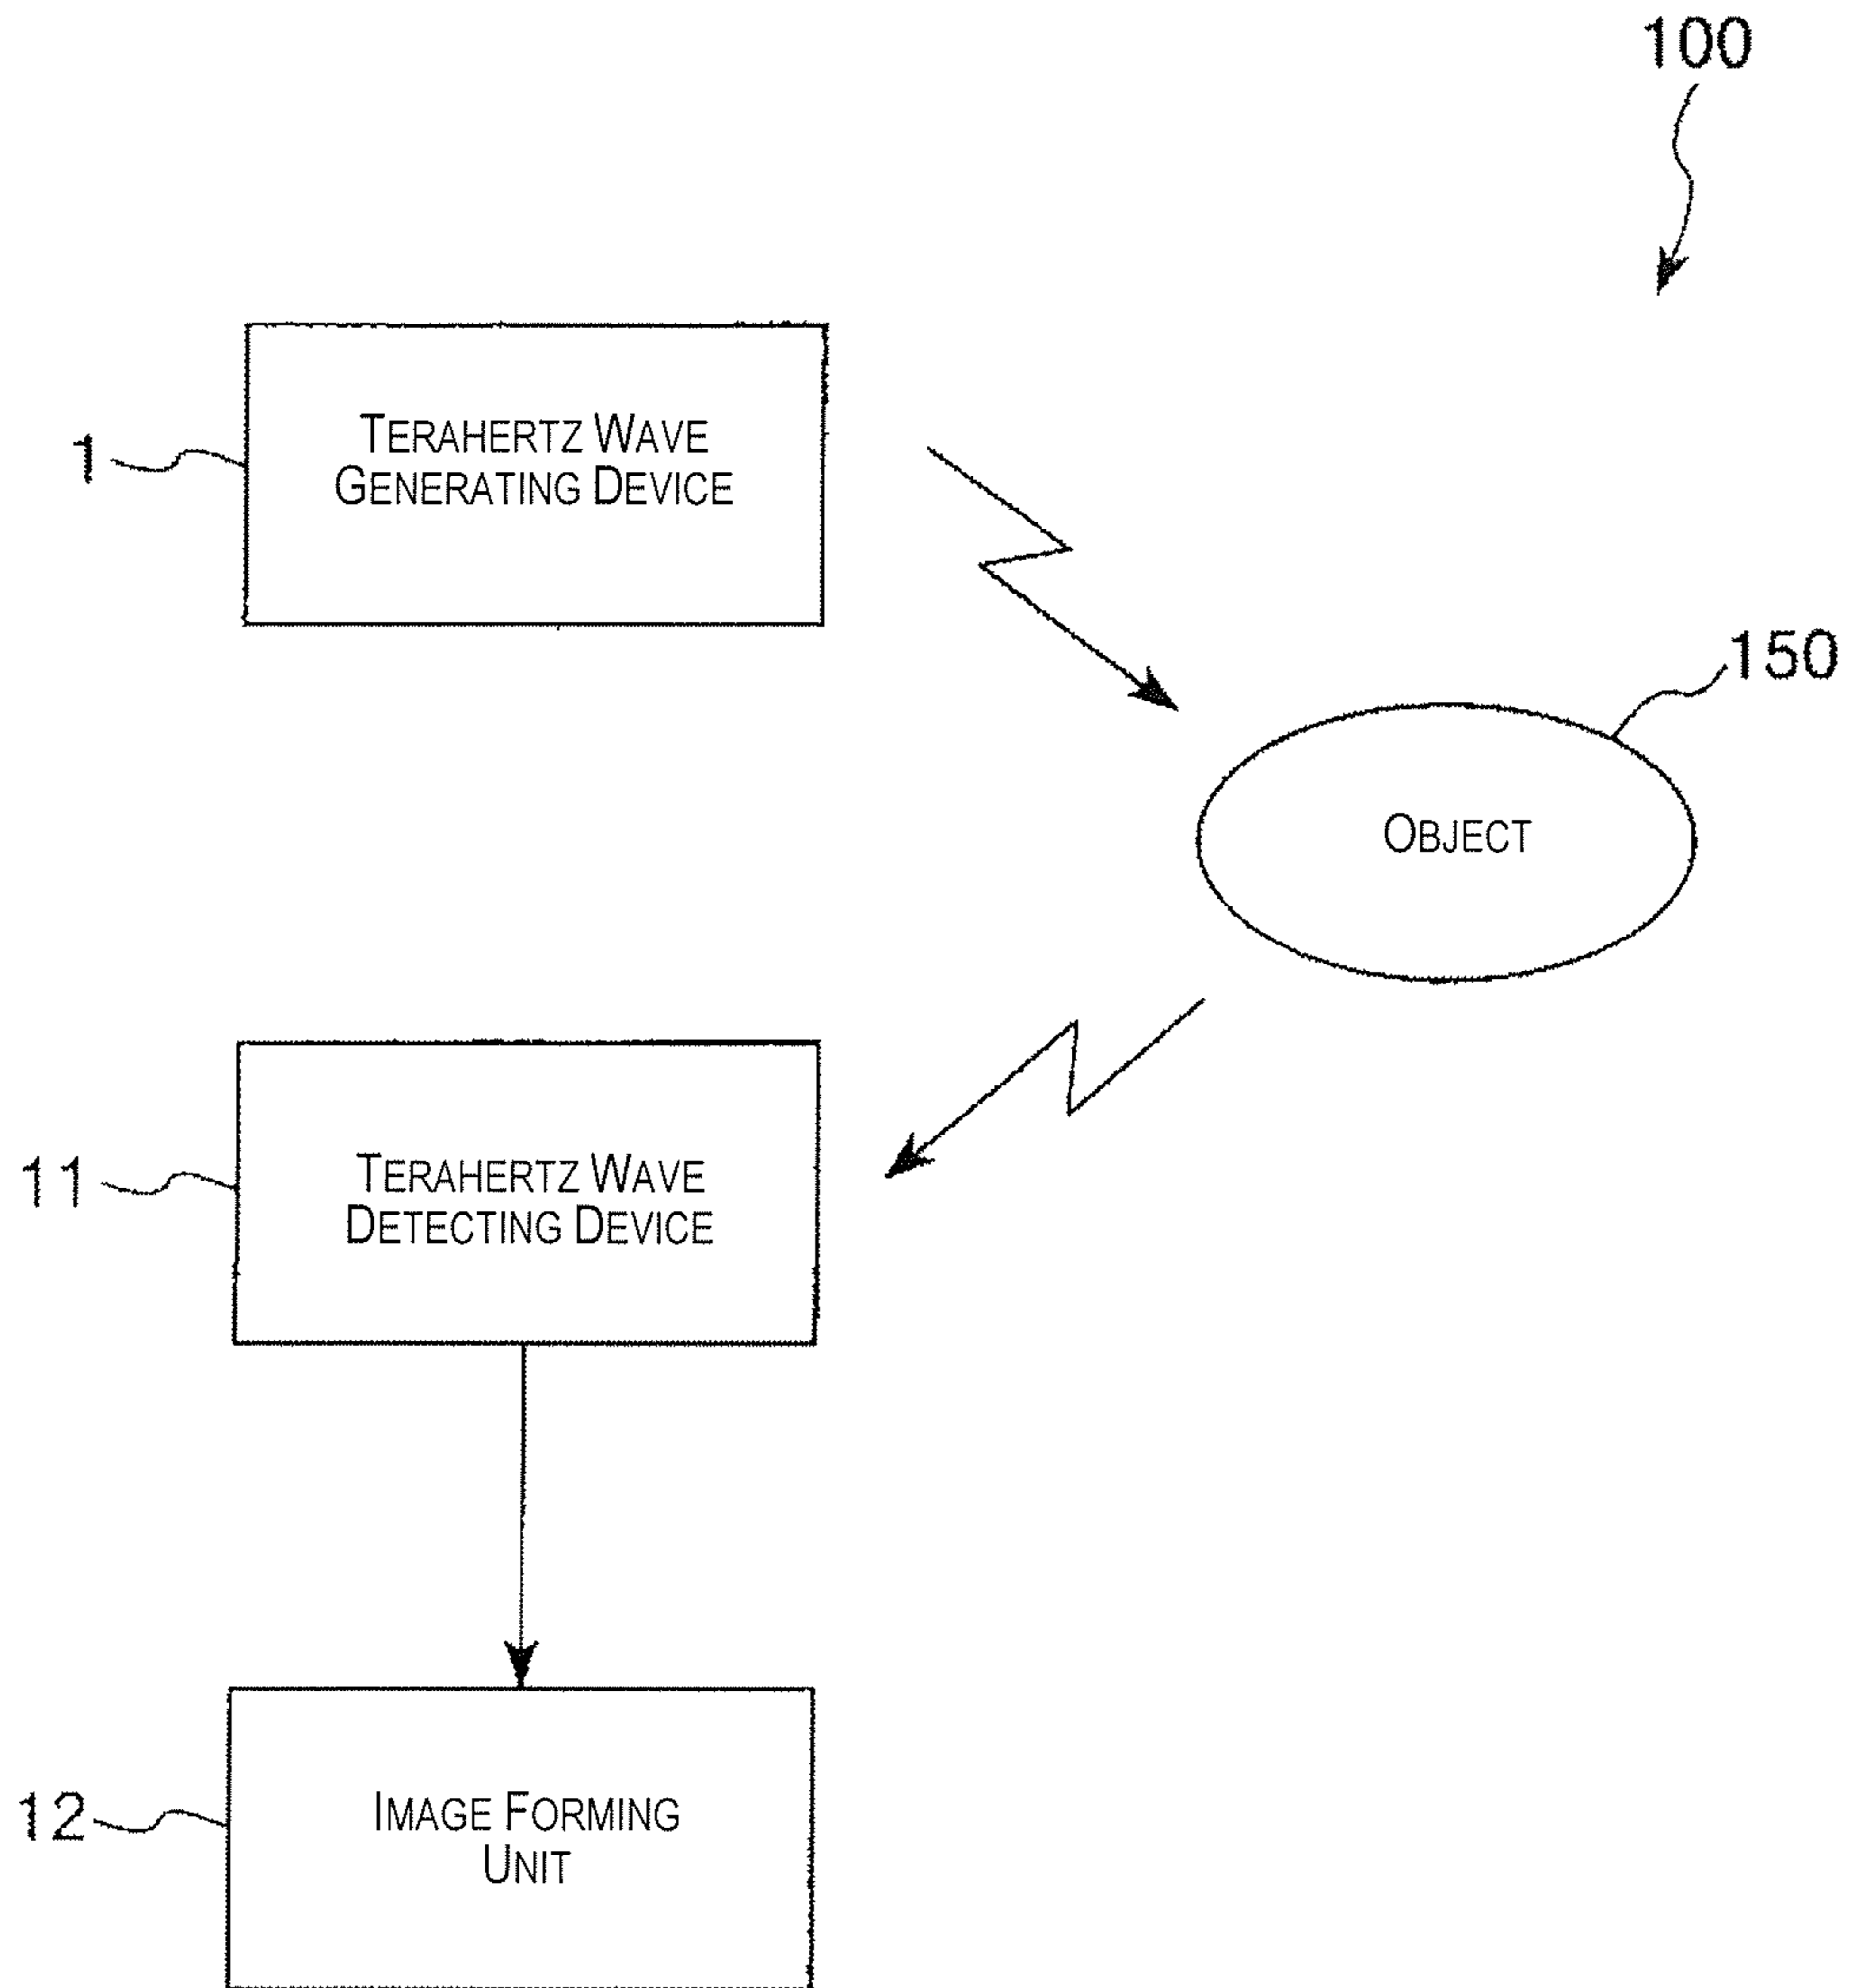 100
1
TERAHERTZ WAVE
GENERATING DEVICE
150
OBJECT
11
TERAHERTZ WAVE
DETECTING DEVICE
12
IMAGE FORMING
UNIT